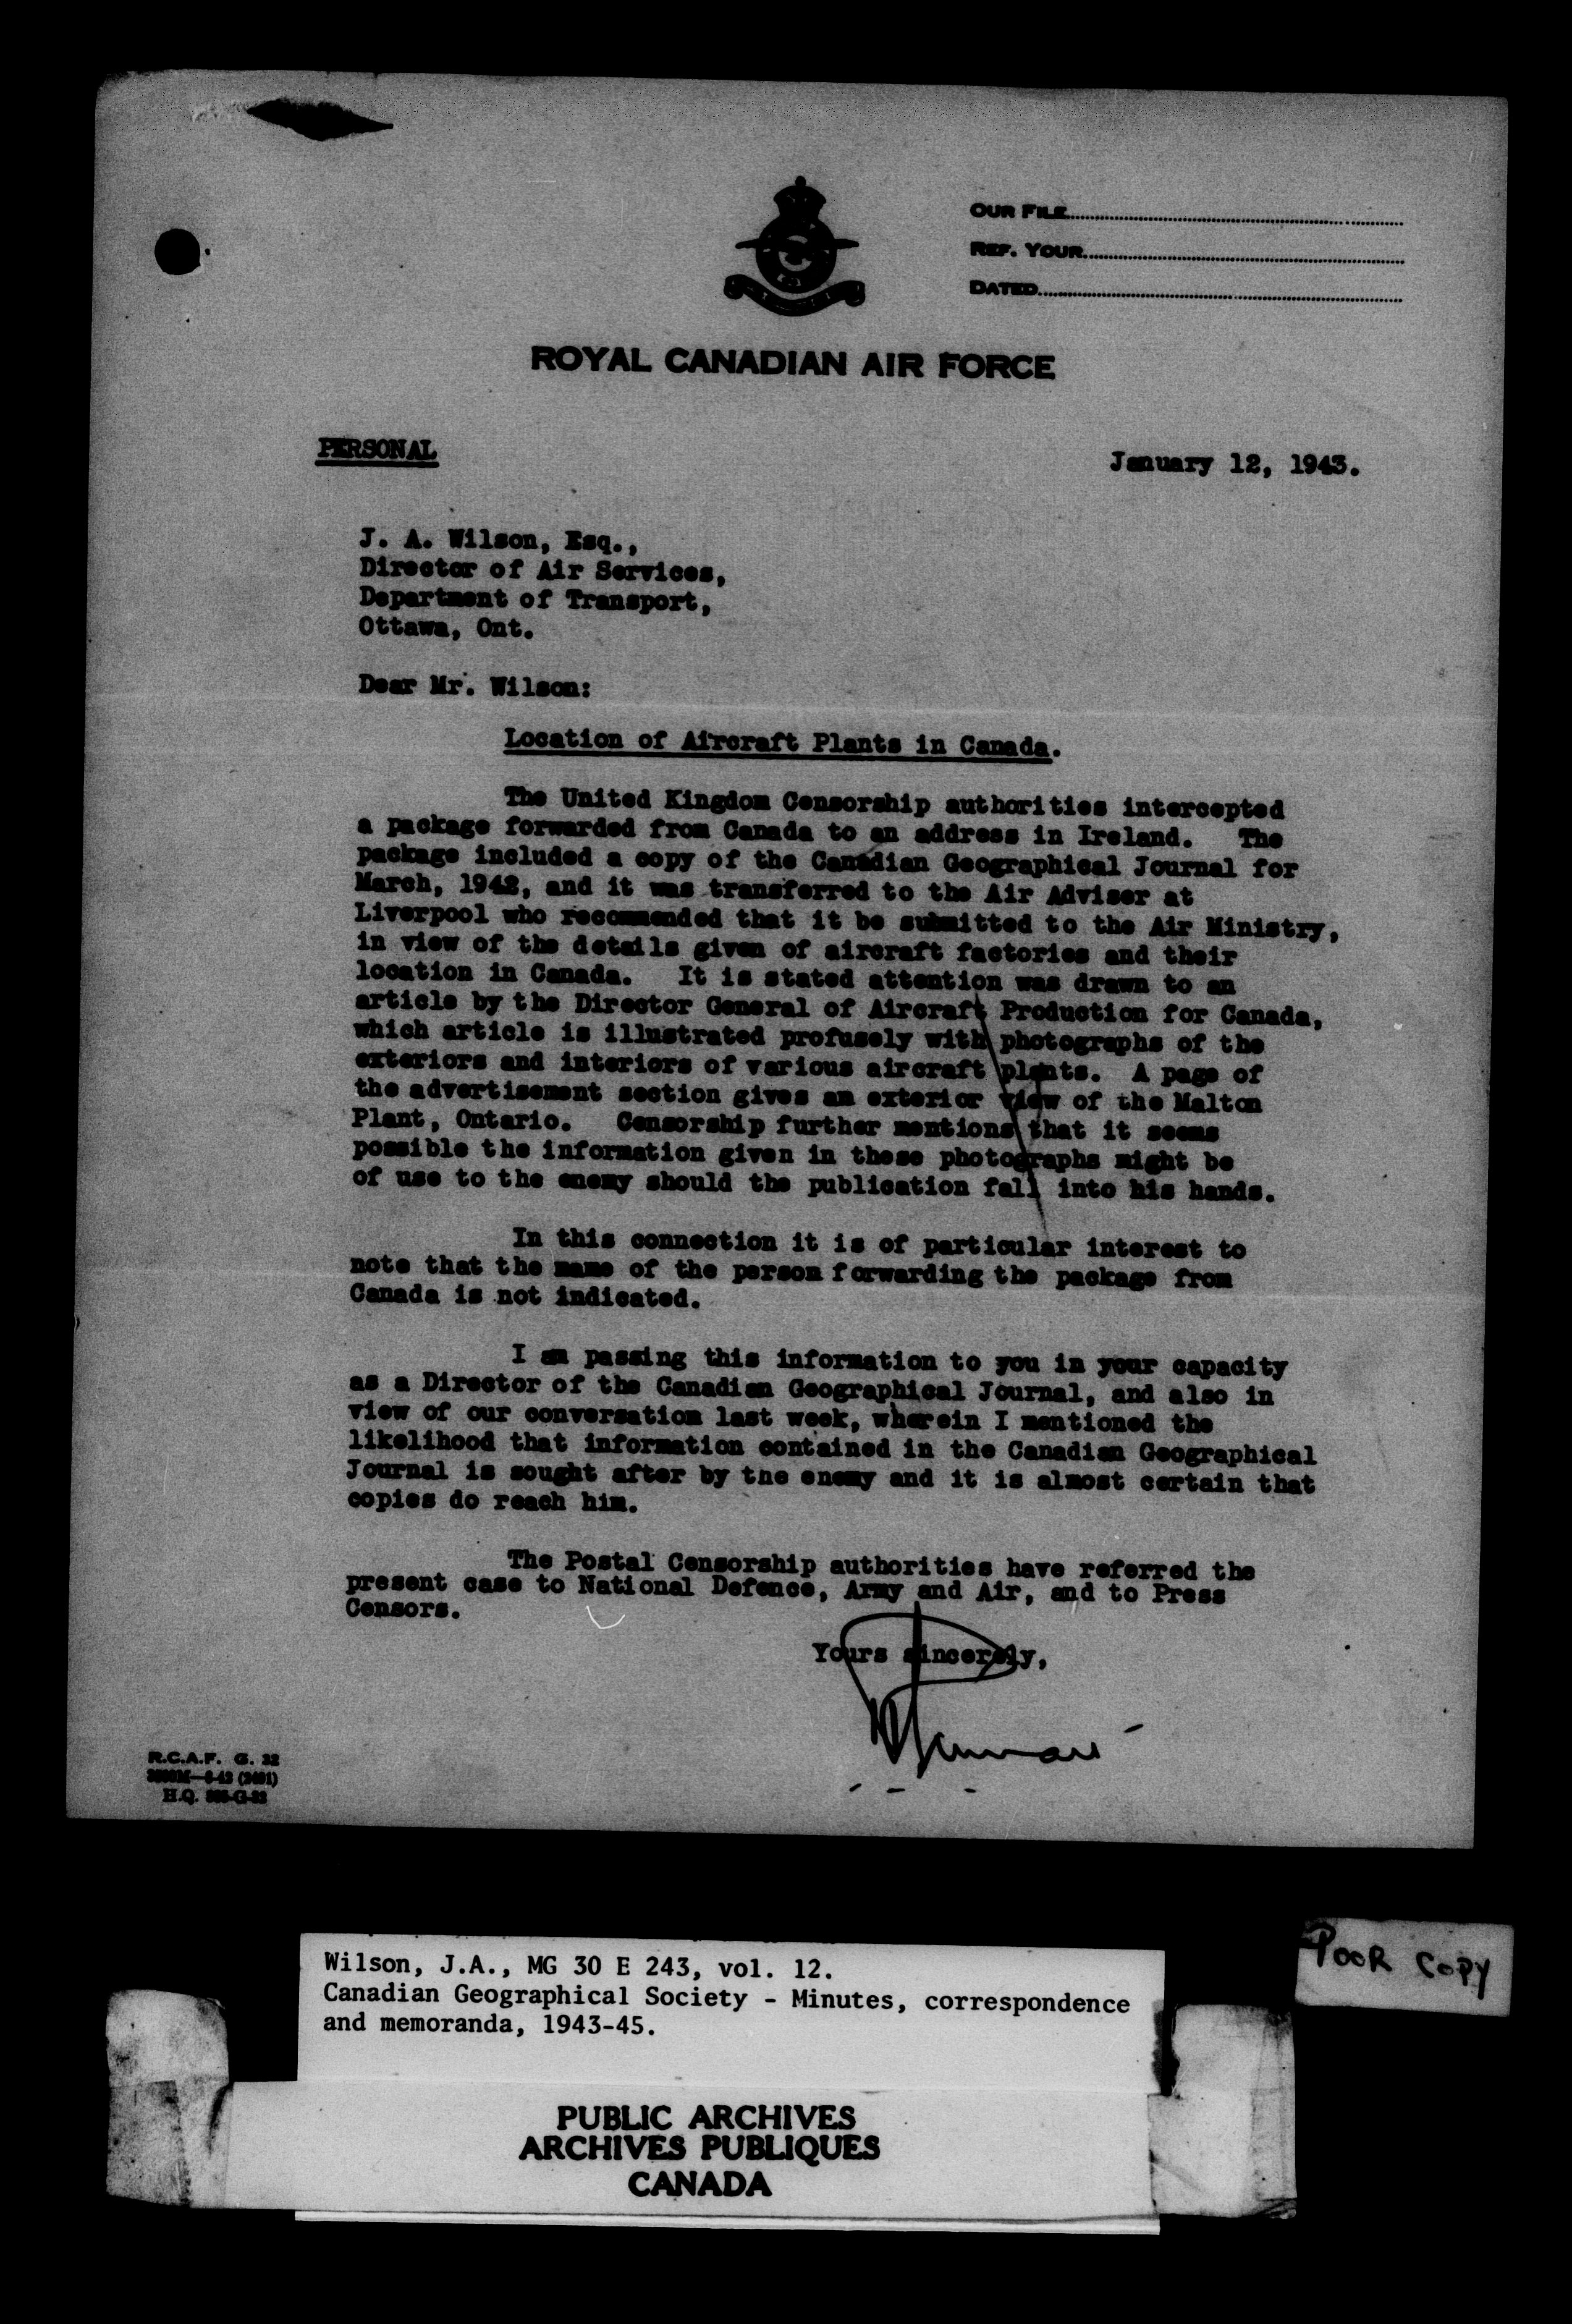 OUR FILE
REF. YOUR
DATED
ROYAL CANADIAN AIR FORCE
PERSONAL
January 12, 1943.
J. A. Wilson, Esq.,
Director of Air Services,
Department of Transport,
Ottawa, Ont.
Dear Mr. Wilson:
Location of Aircraft Plants in Canada.
The United Kingdom Censorship authorities intercepted
a package forwarded from Canada to an address in Ireland. The
package included a copy of the Canadian Geographical Journal for
March, 1942, and it was transferred to the Air Adviser at
Liverpool who recommended that it be submitted to the Air Ministry,
in view of the details given of aircraft factories and their
location in Canada. It is stated attention was drawn to an
article by the Director General of Aircraft Production for Canada,
which article is illustrated profusely with photographs of the
exteriors and interiors of various aircraft plants. A page of
the advertisement section gives an exterior view of the Malton
Plant, Ontario. Censorship further mentions that it seems
possible the information given in these photographs might be
of use to the enemy should the publication fall into his hands.
In this connection it is of particular interest to
note that the name of the person forwarding the package from
Canada is not indicated.
I am passing this information to you in your capacity
as a Director of the Canadian Geographical Journal, and also in
view of our conversation last week, wherein I mentioned the
likelihood that information contained in the Canadian Geographical
Journal is sought after by the enemy and it is almost certain that
copies do reach him.
The Postal Censorship authorities have referred the
present case to National Defence, Army and Air, and to Press
Censors.
Yours sincerely,
R.C.A.F. G. 32
H.Q.
POOR COPY
Wilson, J.A., MG 30 E 243, vol. 12.
Canadian Geographical Society - Minutes, correspondence
and memoranda, 1943-45.
PUBLIC ARCHIVES
ARCHIVES PUBLIQUES
CANADA